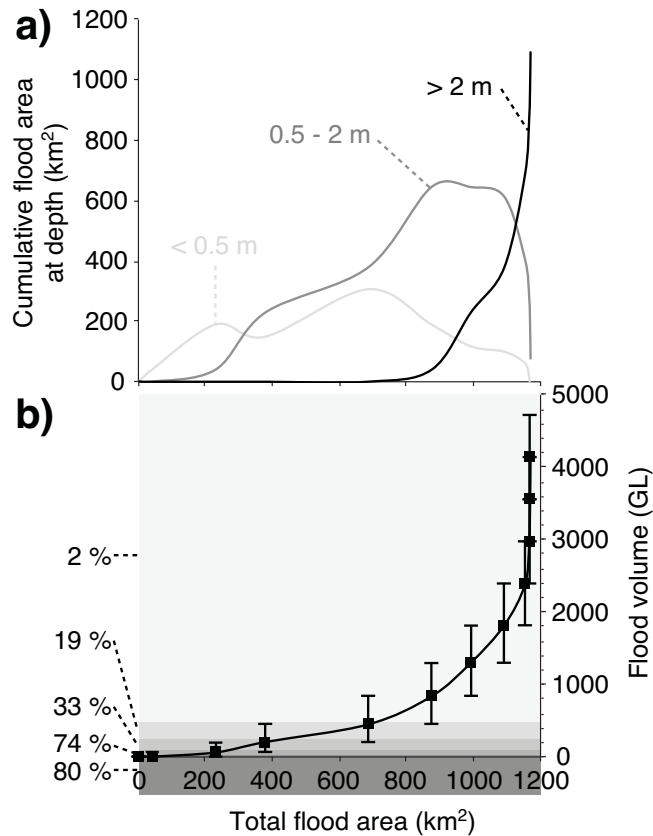 a)
1200
1000
800
600
400
200
0
Cumulative flood area
at depth (km²)
> 2 m
0.5 - 2 m
< 0.5 m
b)
5000
4000
3000
2000
1000
0
Flood volume (GL)
2 %
19 %
33 %
74 %
80 %
0 200 400 600 800 1000 1200
Total flood area (km²)